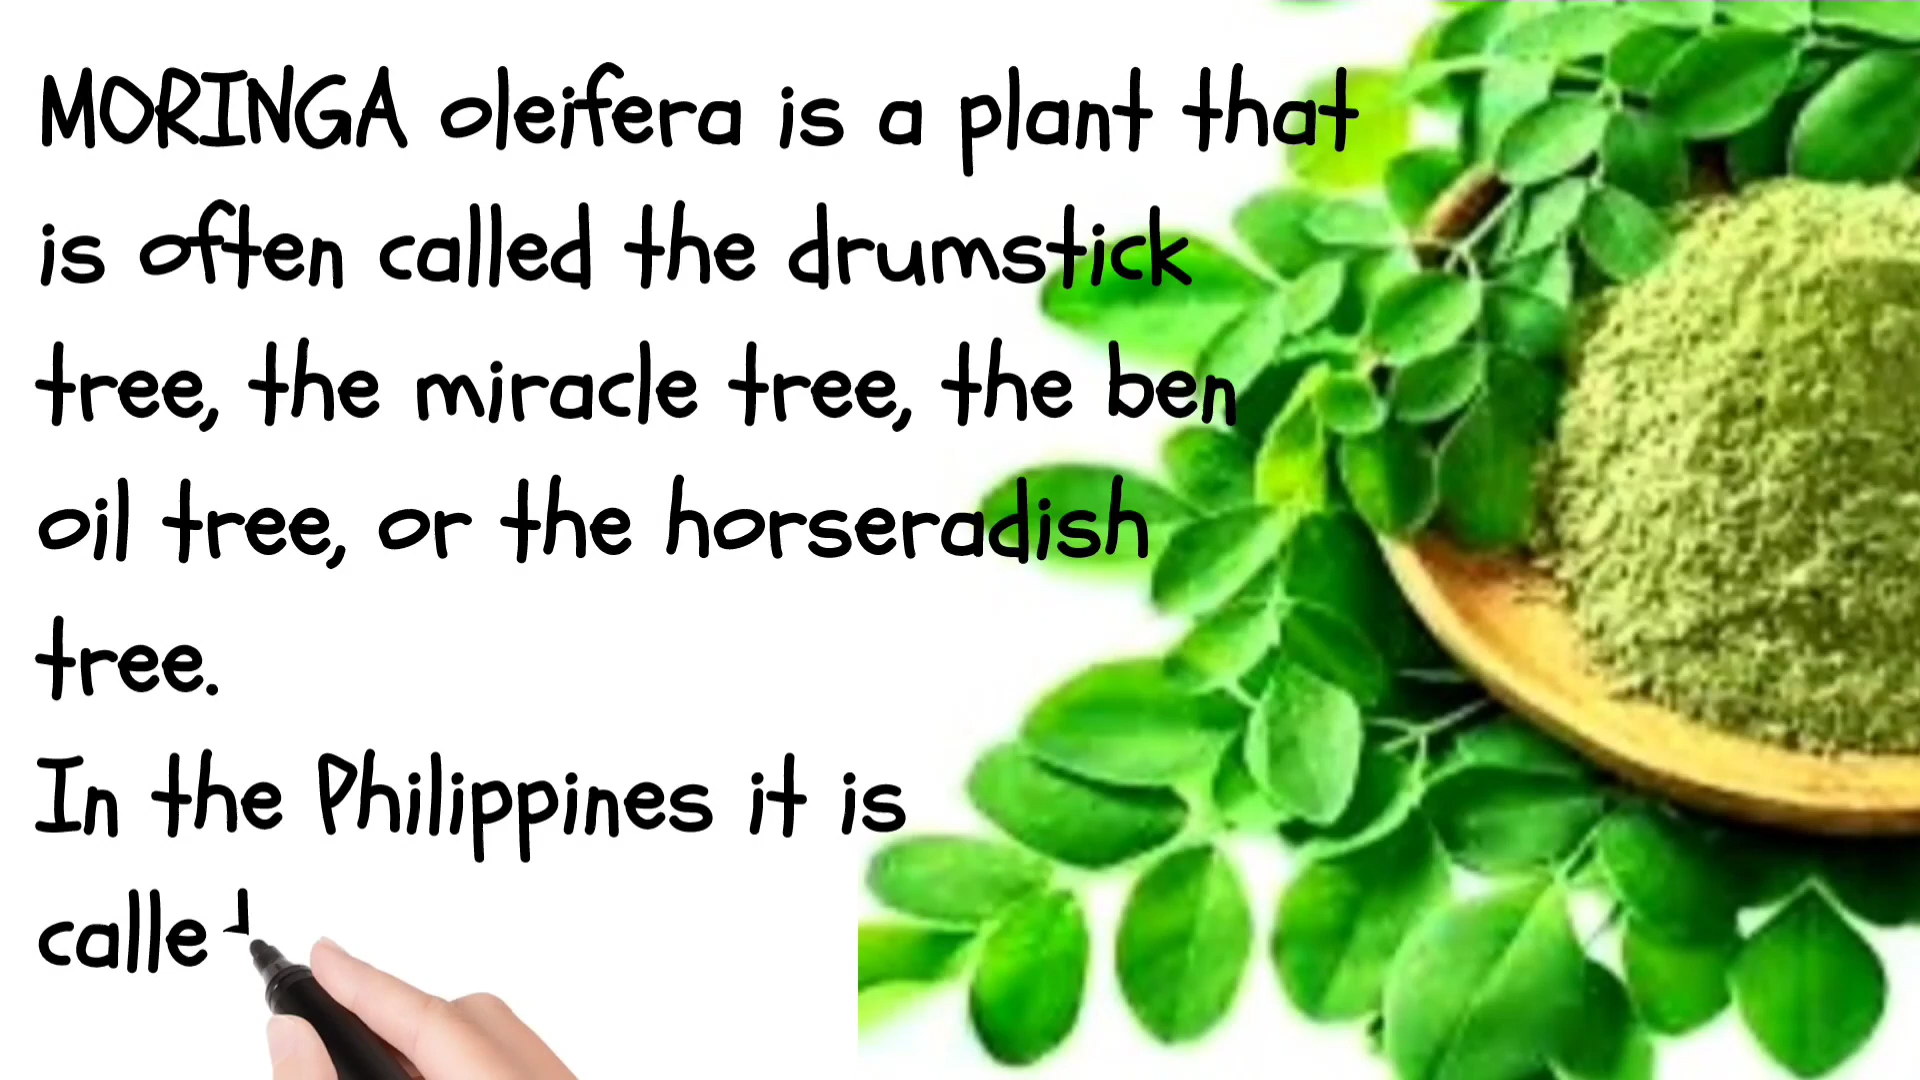 MORINGA oleifera is a plant that
is often called the drumstick
tree, the miracle tree, the ben
oil tree, or the horseradish
tree.
In the Philippines it is
calle